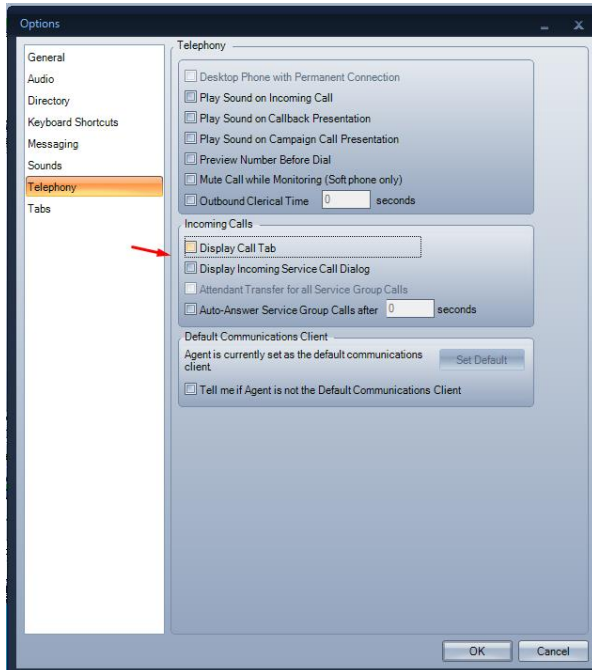 Options
General
Audio
Directory
Keyboard Shortcuts
Messaging
Sounds
Telephony
Tabs
Telephony
Desktop Phone with Permanent Connection
Play Sound on Incoming Call
Play Sound on Callback Presentation
Play Sound on Campaign Call Presentation
Preview Number Before Dial
Mute Call while Monitoring (Soft phone only)
Outbound Clerical Time 0 seconds
Incoming Calls
Display Call Tab
Display Incoming Service Call Dialog
Attendant Transfer for all Service Group Calls
Auto-Answer Service Group Calls after 0 seconds
Default Communications Client
Agent is currently set as the default communications
client.
Set Default
Tell me if Agent is not the Default Communications Client
OK Cancel